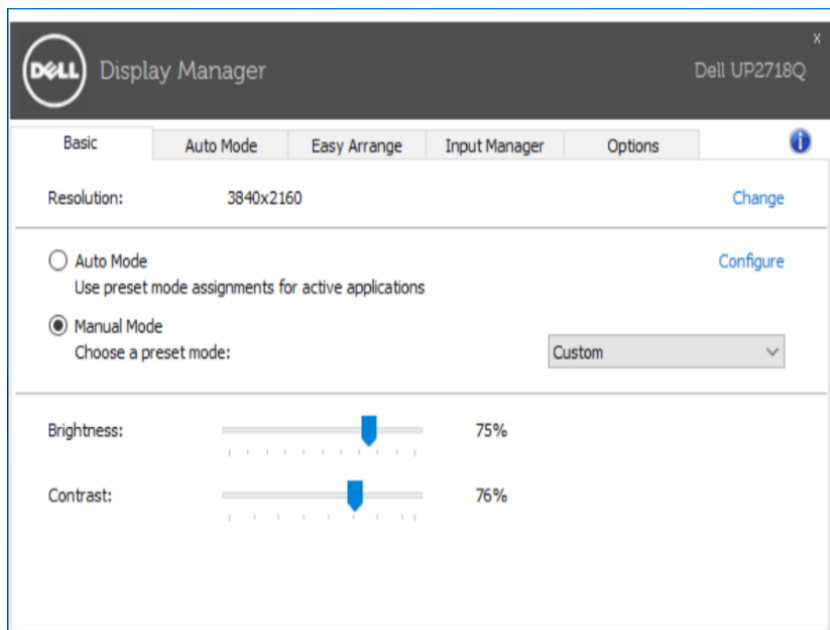 DELL Display Manager
x
Dell UP2718Q
Basic Auto Mode Easy Arrange Input Manager Options i
Resolution: 3840x2160 Change
Auto Mode Configure
Use preset mode assignments for active applications
Manual Mode
Choose a preset mode: Custom
Brightness: 75%
Contrast: 76%